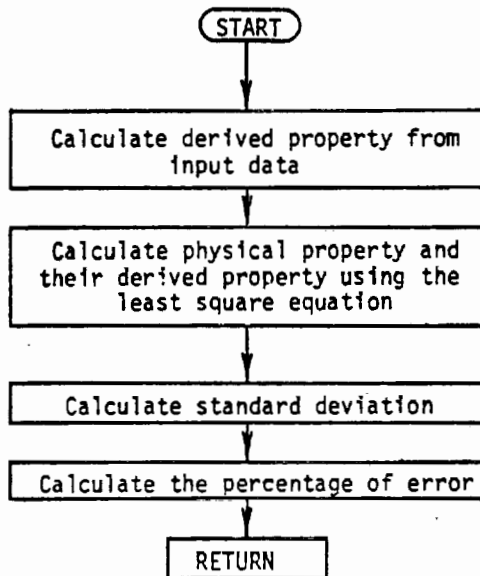 START
Calculate derived property from
input data
Calculate physical property and
their derived property using the
least square equation
Calculate standard deviation
Calculate the percentage of error
RETURN